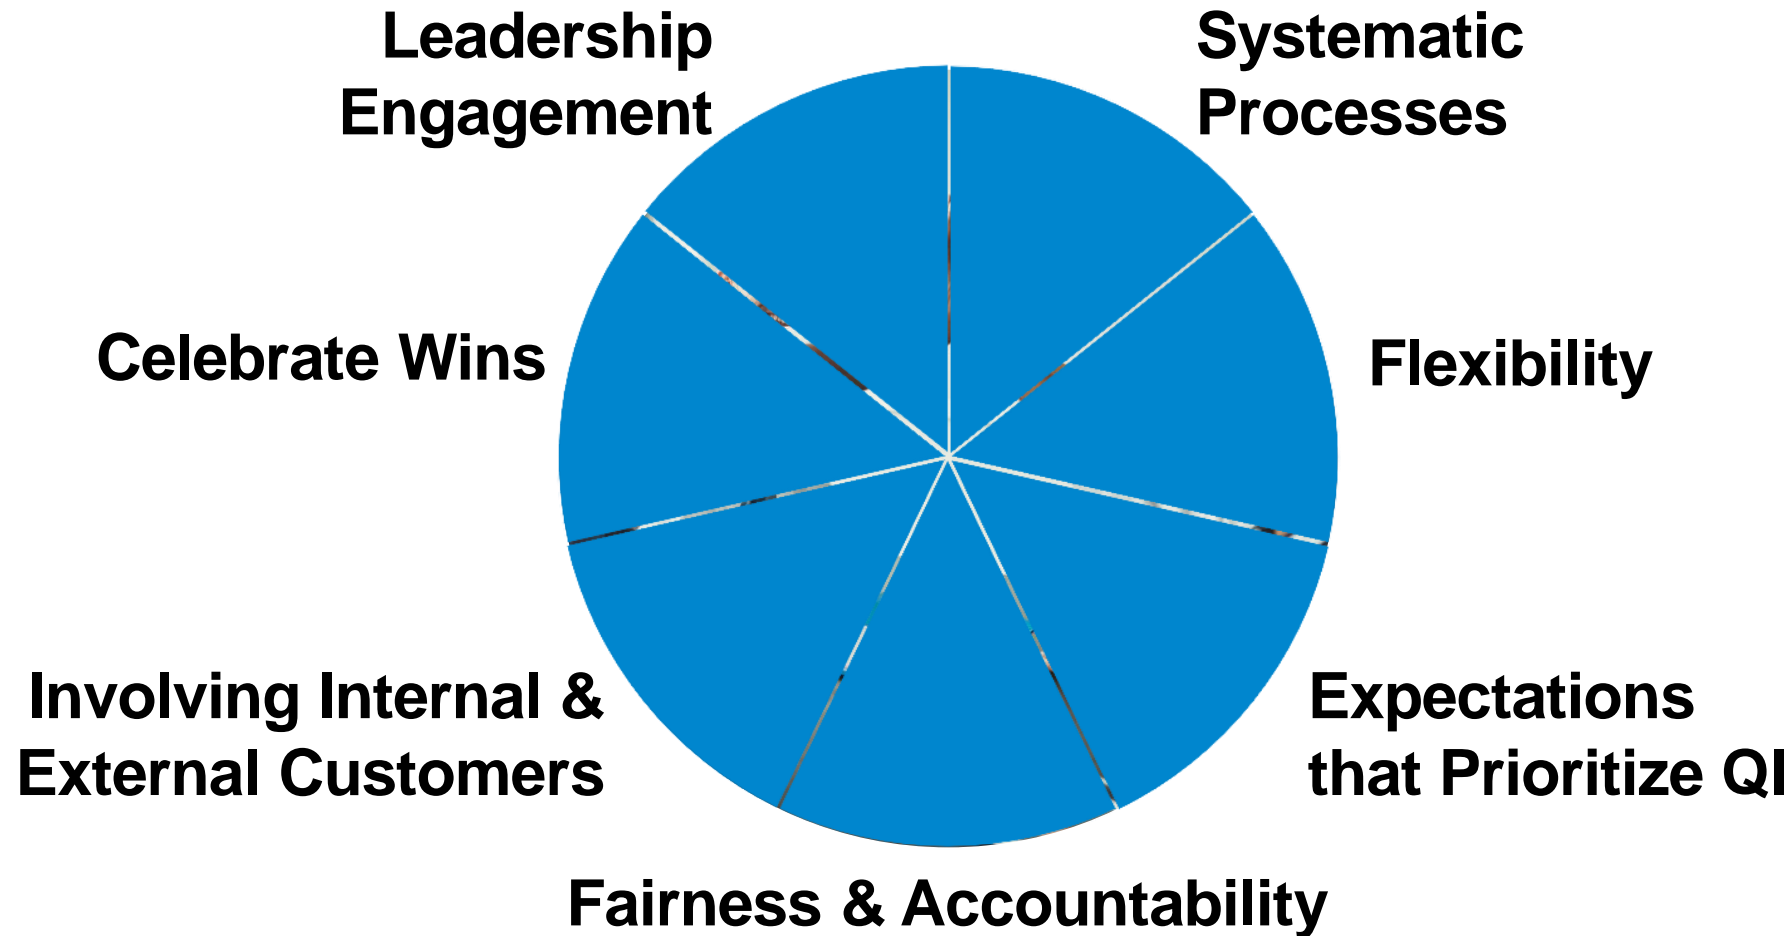 Leadership
Engagement
Systematic
Processes
Celebrate Wins
Flexibility
Involving Internal &
External Customers
Expectations
that Prioritize QI
Fairness & Accountability